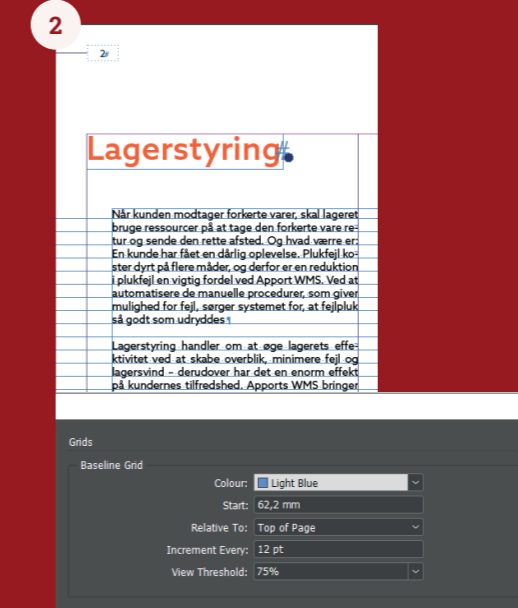 2
2#
Lagerstyring#
Når kunden modtager forkerte varer, skal lageret
bruge ressourcer på at tage den forkerte vare re-
tur og sende den rette afsted. Og hvad værre er:
En kunde har fået en dårlig oplevelse. Plukfejl ko-
ster dyrt på flere måder, og derfor er en reduktion
i plukfejl en vigtig fordel ved Apport WMS. Ved at
automatisere de manuelle procedurer, som giver
mulighed for fejl, sørger systemet for, at fejlpluk
så godt som udryddes¶
Lagerstyring handler om at øge lagerets effe-
ktivitet ved at skabe overblik, minimere fejl og
lagersvind – derudover har det en enorm effekt
på kundernes tilfredshed. Apports WMS bringer
Grids
Baseline Grid
Colour: Light Blue
Start: 62,2 mm
Relative To: Top of Page
Increment Every: 12 pt
View Threshold: 75%